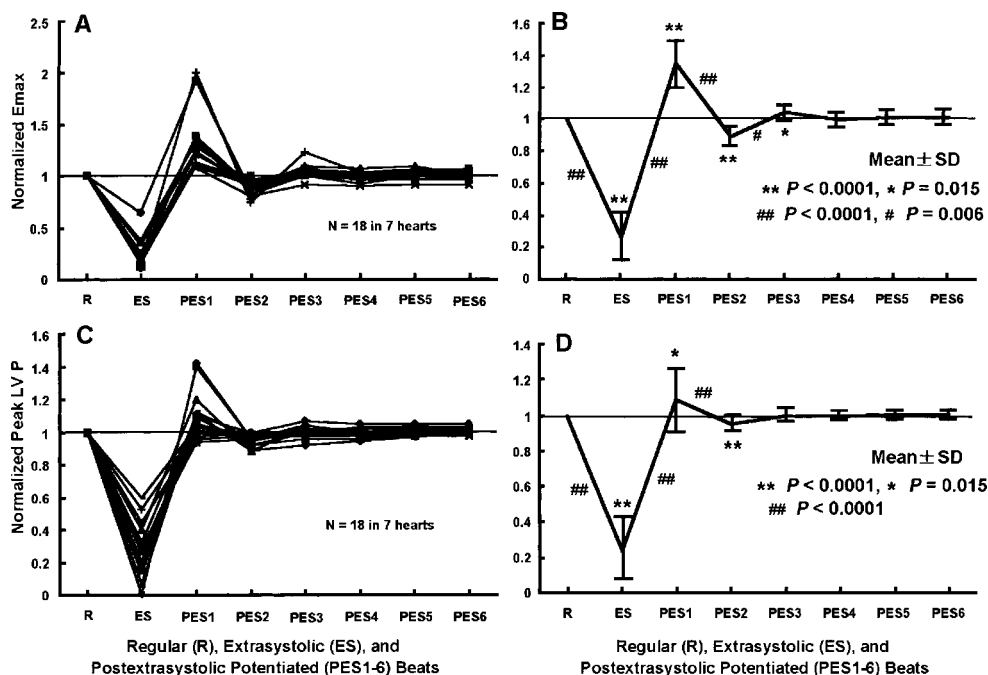 A
Normalized Emax
2.5
2
1.5
1
0.5
0
N = 18 in 7 hearts
R ES PES1 PES2 PES3 PES4 PES5 PES6
B
1.6
1.4
1.2
1
0.8
0.6
0.4
0.2
0
** ## ## ** ## ** # *
Mean ± SD
** P < 0.0001, * P = 0.015
## P < 0.0001, # P = 0.006
R ES PES1 PES2 PES3 PES4 PES5 PES6
C
Normalized Peak LV P
1.6
1.4
1.2
1
0.8
0.6
0.4
0.2
0
N = 18 in 7 hearts
R ES PES1 PES2 PES3 PES4 PES5 PES6
Regular (R), Extrasystolic (ES), and
Postextrasystolic Potentiated (PES1-6) Beats
D
1.4
1.2
1
0.8
0.6
0.4
0.2
0
## ** ## * ## **
Mean ± SD
** P < 0.0001, * P = 0.015
## P < 0.0001
R ES PES1 PES2 PES3 PES4 PES5 PES6
Regular (R), Extrasystolic (ES), and
Postextrasystolic Potentiated (PES1-6) Beats